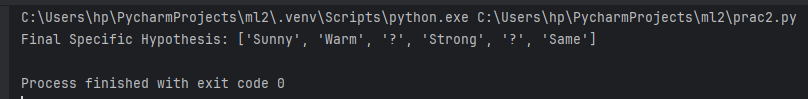 C:\Users\hp\PycharmProjects\ml2\.venv\Scripts\python.exe C:\Users\hp\PycharmProjects\ml2\prac2.py
Final Specific Hypothesis: ['Sunny', 'Warm', '?', 'Strong', '?', 'Same']
Process finished with exit code 0